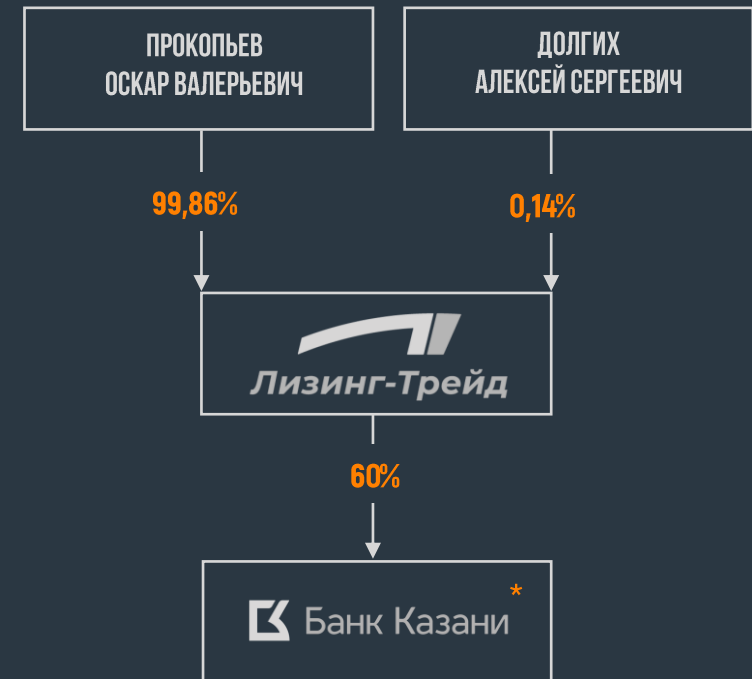 ПРОКОПЬЕВ
ОСКАР ВАЛЕРЬЕВИЧ
ДОЛГИХ
АЛЕКСЕЙ СЕРГЕЕВИЧ
99,86%
0,14%
Лизинг-Трейд
60%
Банк Казани*